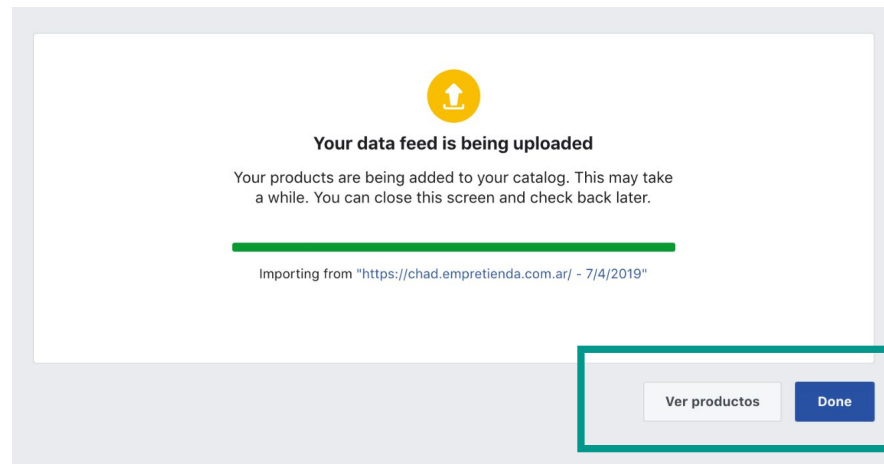 Your data feed is being uploaded
Your products are being added to your catalog. This may take
a while. You can close this screen and check back later.
Importing from "https://chad.empretienda.com.ar/ - 7/4/2019"
Ver productos
Done